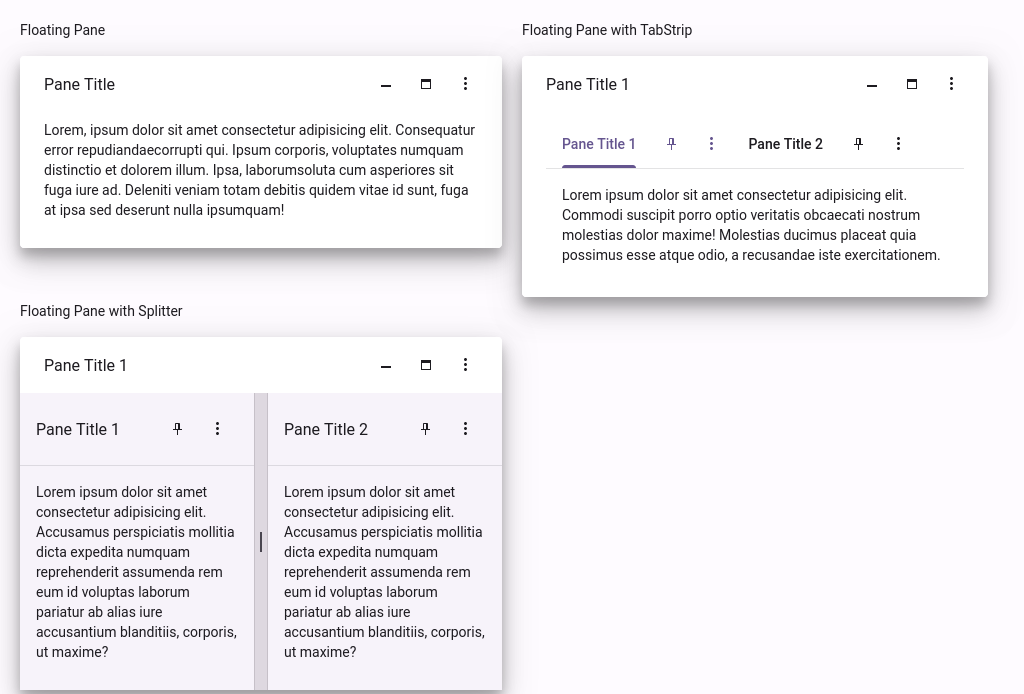 Floating Pane
Pane Title
Lorem, ipsum dolor sit amet consectetur adipisicing elit. Consequatur
error repudiandaecorrupti qui. Ipsum corporis, voluptates numquam
distinctio et dolorem illum. Ipsa, laborumsoluta cum asperiores sit
fuga iure ad. Deleniti veniam totam debitis quidem vitae id sunt, fuga
at ipsa sed deserunt nulla ipsumquam!
Floating Pane with TabStrip
Pane Title 1
Pane Title 1 Pane Title 2
Lorem ipsum dolor sit amet consectetur adipisicing elit.
Commodi suscipit porro optio veritatis obcaecati nostrum
molestias dolor maxime! Molestias ducimus placeat quia
possimus esse atque odio, a recusandae iste exercitationem.
Floating Pane with Splitter
Pane Title 1
Pane Title 1
Lorem ipsum dolor sit amet
consectetur adipisicing elit.
Accusamus perspiciatis mollitia
dicta expedita numquam
reprehenderit assumenda rem
eum id voluptas laborum
pariatur ab alias iure
accusantium blanditiis, corporis,
ut maxime?
Pane Title 2
Lorem ipsum dolor sit amet
consectetur adipisicing elit.
Accusamus perspiciatis mollitia
dicta expedita numquam
reprehenderit assumenda rem
eum id voluptas laborum
pariatur ab alias iure
accusantium blanditiis, corporis,
ut maxime?